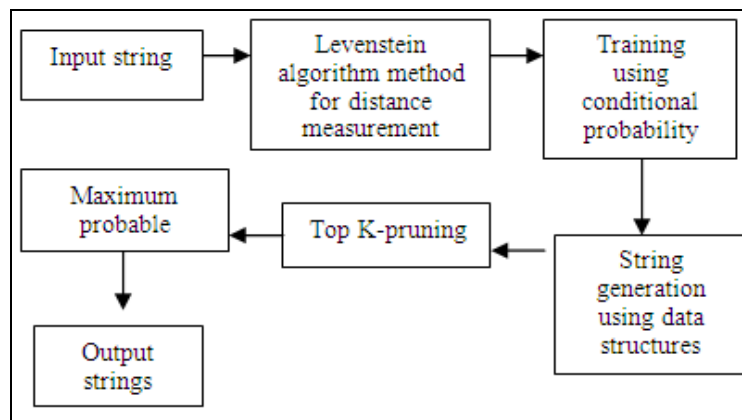 Input string
Levenstein
algorithm method
for distance
measurement
Training
using
conditional
probability
String
generation
using data
structures
Top K-pruning
Maximum
probable
Output
strings